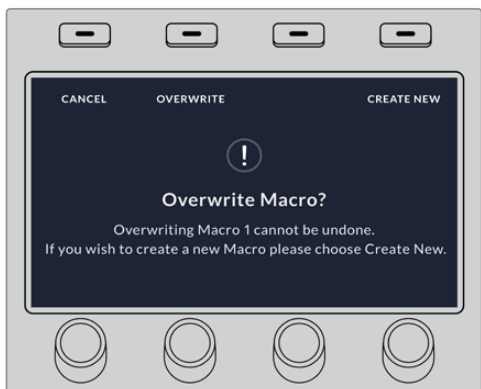 CANCEL OVERWRITE CREATE NEW
Overwrite Macro?
Overwriting Macro 1 cannot be undone.
If you wish to create a new Macro please choose Create New.